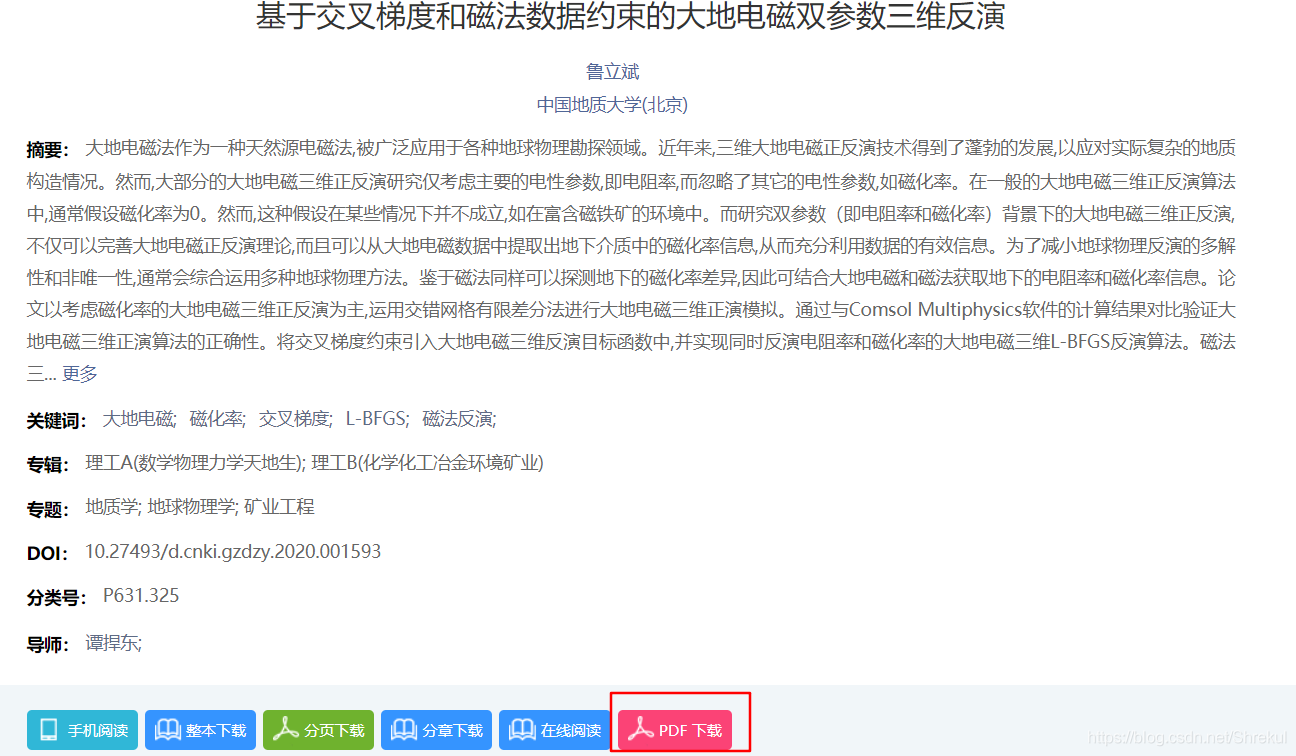 基于交叉梯度和磁法数据约束的大地电磁双参数三维反演
鲁立斌
中国地质大学(北京)
摘要： 大地电磁法作为一种天然源电磁法,被广泛应用于各种地球物理勘探领域。近年来,三维大地电磁正反演技术得到了蓬勃的发展,以应对实际复杂的地质
构造情况。然而,大部分的大地电磁三维正反演研究仅考虑主要的电性参数,即电阻率,而忽略了其它的电性参数,如磁化率。在一般的大地电磁三维正反演算法
中,通常假设磁化率为0。然而,这种假设在某些情况下并不成立,如在富含磁铁矿的环境中。而研究双参数（即电阻率和磁化率）背景下的大地电磁三维正反演,
不仅可以完善大地电磁正反演理论,而且可以从大地电磁数据中提取出地下介质中的磁化率信息,从而充分利用数据的有效信息。为了减小地球物理反演的多解
性和非唯一性,通常会综合运用多种地球物理方法。鉴于磁法同样可以探测地下的磁化率差异,因此可结合大地电磁和磁法获取地下的电阻率和磁化率信息。论
文以考虑磁化率的大地电磁三维正反演为主,运用交错网格有限差分法进行大地电磁三维正演模拟。通过与Comsol Multiphysics软件的计算结果对比验证大
地电磁三维正演算法的正确性。将交叉梯度约束引入大地电磁三维反演目标函数中,并实现同时反演电阻率和磁化率的大地电磁三维L-BFGS反演算法。磁法
三... 更多
关键词： 大地电磁; 磁化率; 交叉梯度; L-BFGS; 磁法反演;
专辑： 理工A(数学物理力学天地生); 理工B(化学化工冶金环境矿业)
专题： 地质学; 地球物理学; 矿业工程
DOI： 10.27493/d.cnki.gzdzy.2020.001593
分类号： P631.325
导师： 谭捍东;
手机阅读 整本下载 分页下载 分章下载 在线阅读 PDF 下载
https://blog.csdn.net/Shrekul